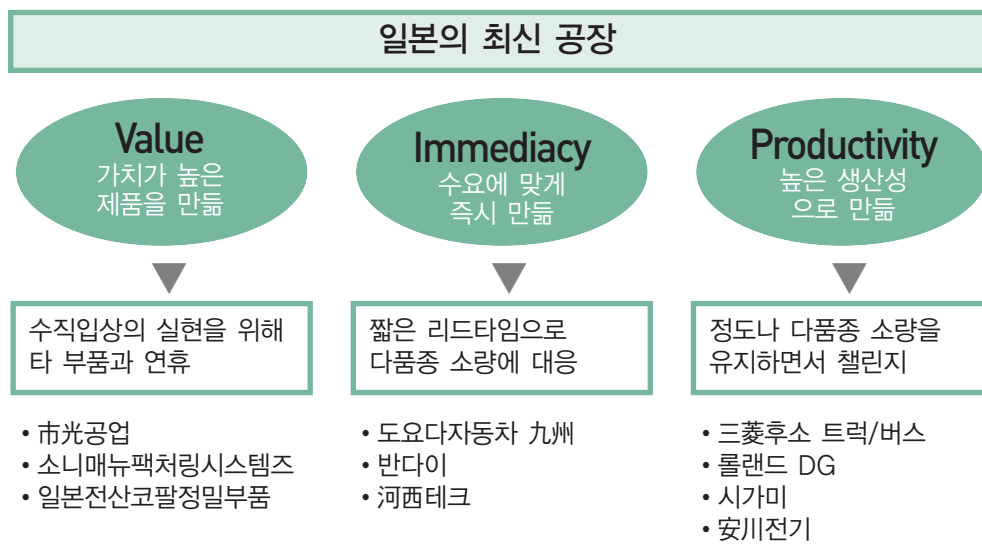 일본의 최신 공장
Value
가치가 높은
제품을 만듦
Immediacy
수요에 맞게
즉시 만듦
Productivity
높은 생산성
으로 만듦
수직입상의 실현을 위해
타 부품과 연휴
짧은 리드타임으로
다품종 소량에 대응
정도나 다품종 소량을
유지하면서 챌린지
• 市光공업
• 소니매뉴팩처링시스템즈
• 일본전산코팔정밀부품
• 도요다자동차 九州
• 반다이
• 河西테크
• 三菱후소 트럭/버스
• 롤랜드 DG
• 시가미
• 安川전기